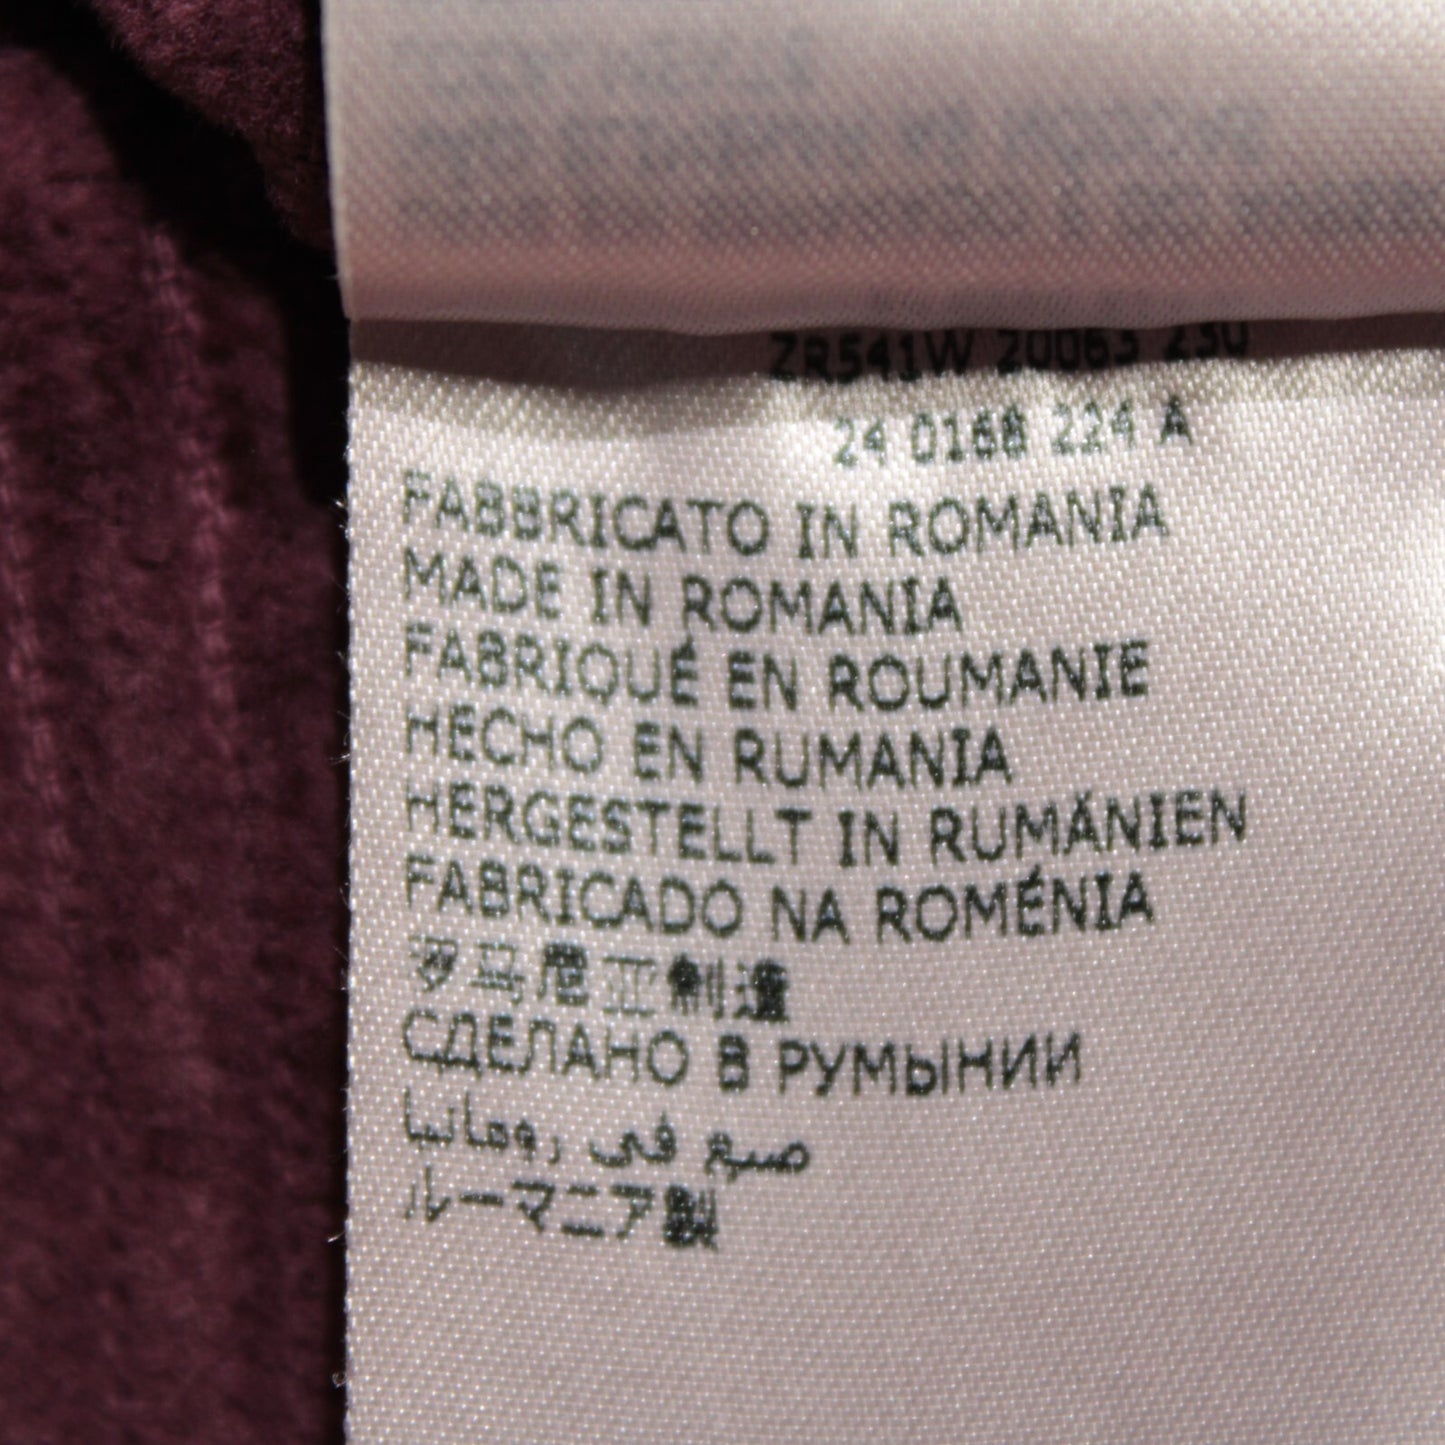 ZR541W 20063 230
24 0168 224 A
FABBRICATO IN ROMANIA
MADE IN ROMANIA
FABRIQUÉ EN ROUMANIE
HECHO EN RUMANIA
HERGESTELLT IN RUMÄNIEN
FABRICADO NA ROMÉNIA
罗马尼亚制造
СДЕЛАНО В РУМЫНИИ
صنع في رومانيا
ルーマニア製